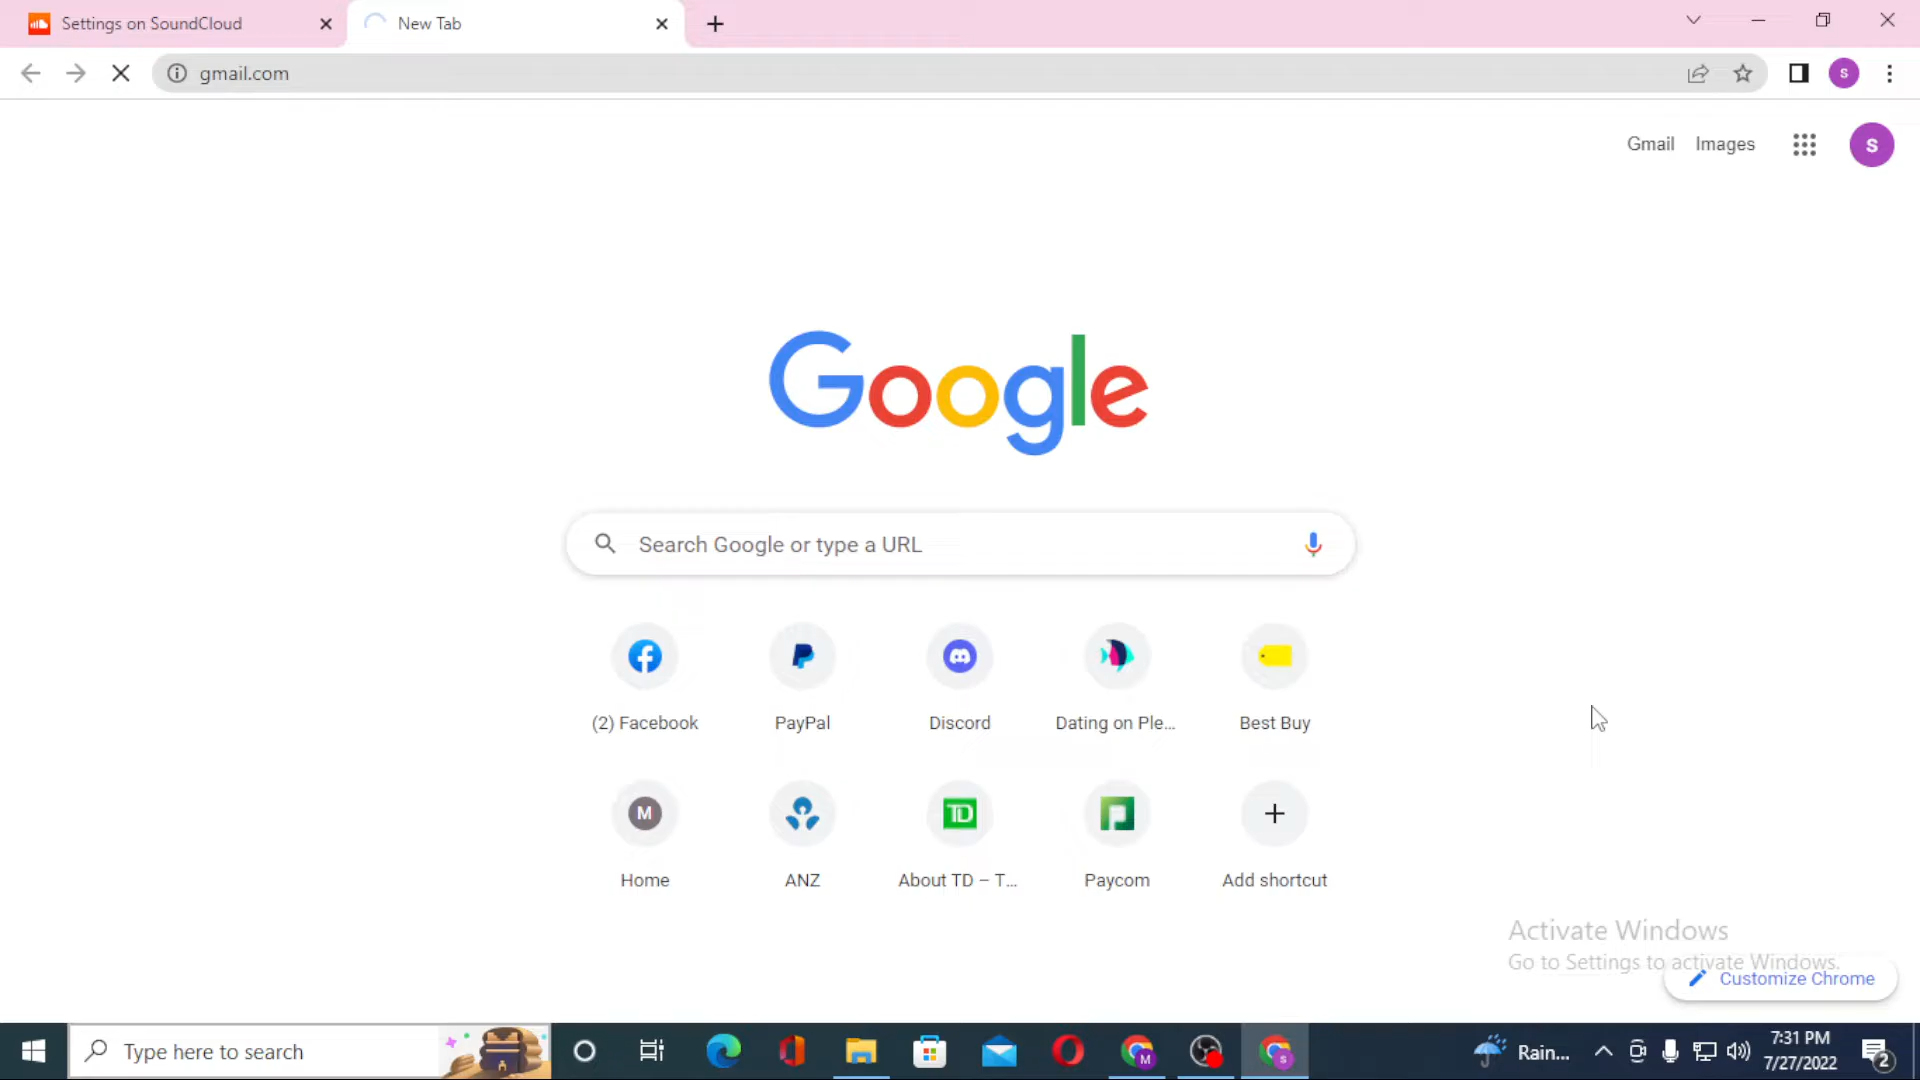 Settings on SoundCloud
New Tab
gmail.com
S
Gmail
Images
S
Google
Search Google or type a URL
(2) Facebook
PayPal
Discord
Dating on Ple...
Best Buy
M
TD
Home
ANZ
About TD – T...
Paycom
Add shortcut
Activate Windows
Go to Settings to activate Windows.
Customize Chrome
Type here to search
M
S
Rain...
7:31 PM
7/27/2022
2